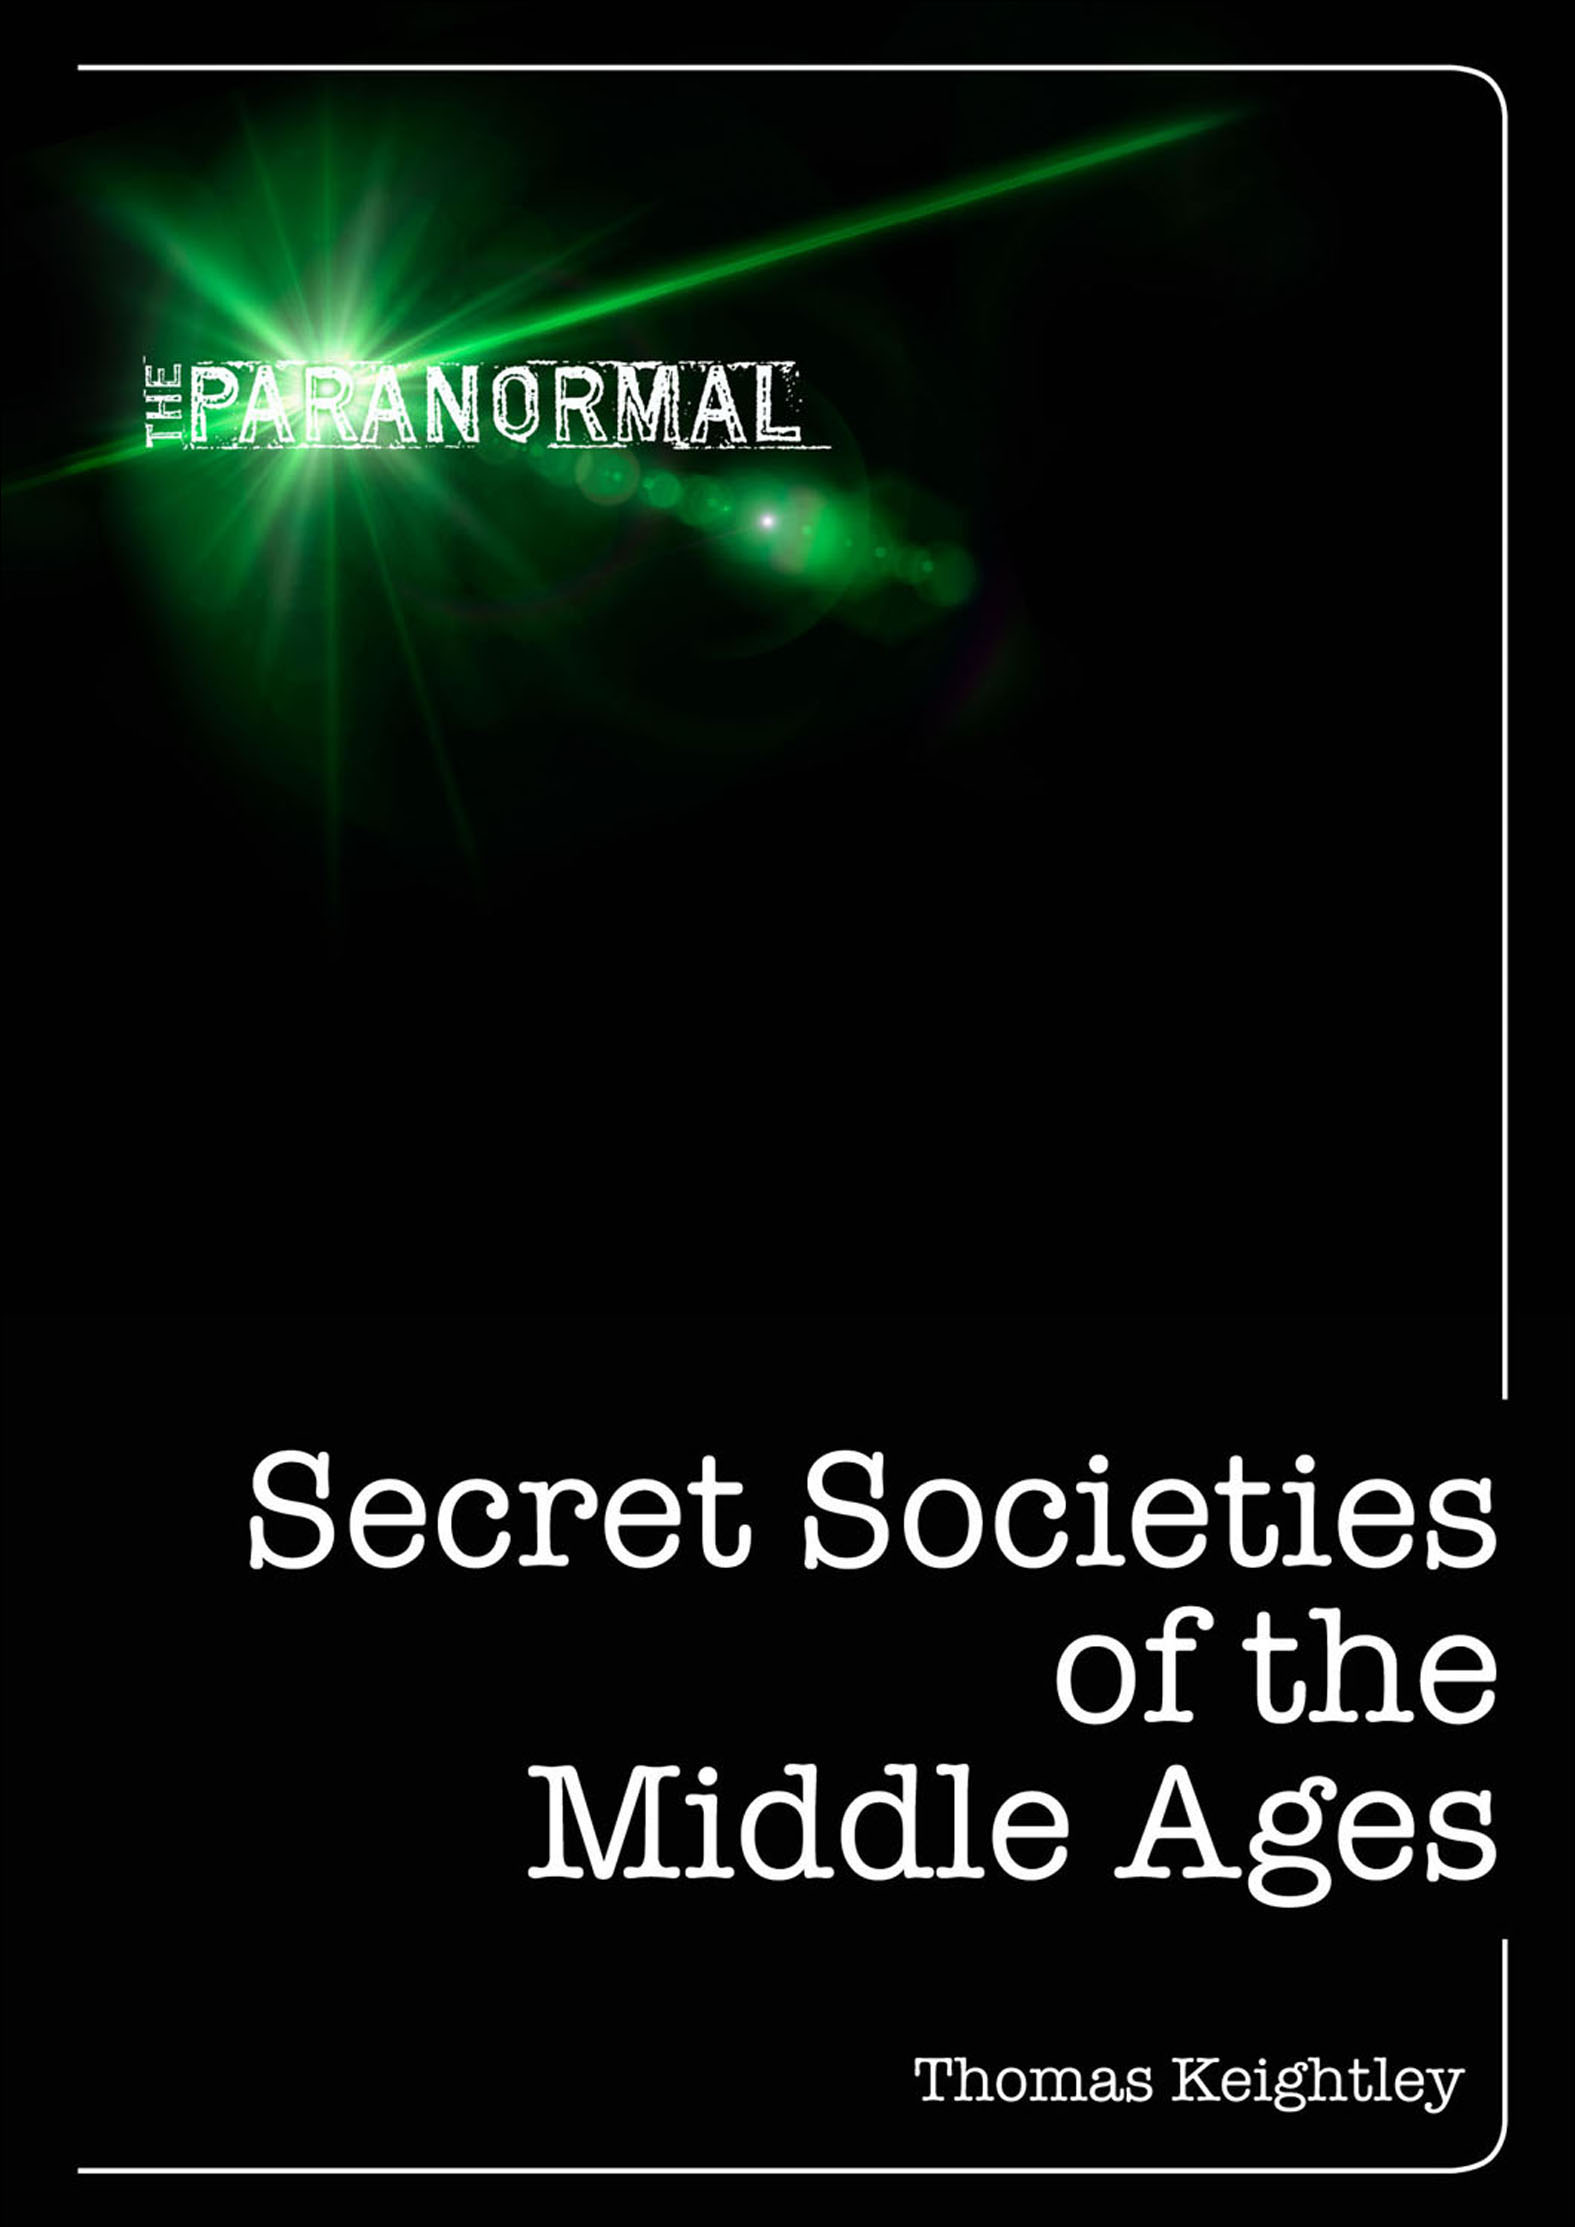 THE PARANORMAL
Secret Societies
of the
Middle Ages
Thomas Keightley